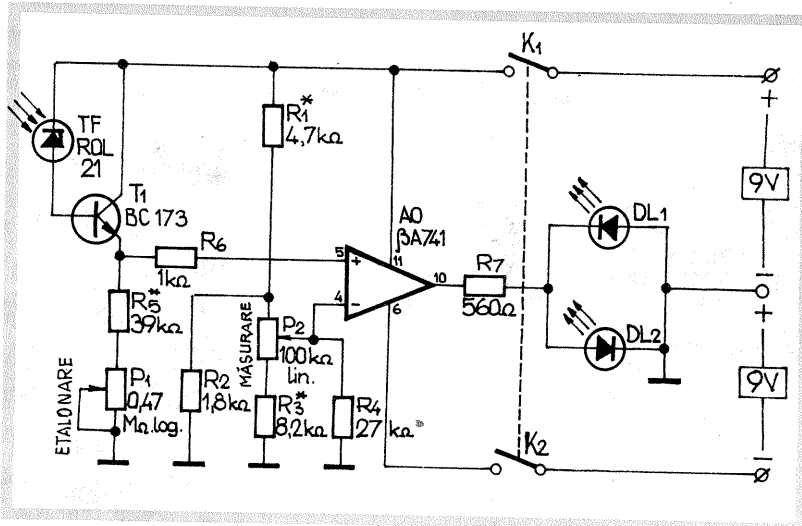 K1
TF
ROL
21
T1
BC 173
R1*
4,7kΩ
+
9V
AO
βA741
DL1
R6
1kΩ
5 +
11
10
4 −
6
R7
560Ω
−
+
R5*
39kΩ
MĂSURARE
P2
100kΩ
lin.
DL2
9V
ETALONARE
P1
0,47
MΩ.log.
R2
1,8kΩ
R3*
8,2kΩ
R4
27 kΩ
K2
−